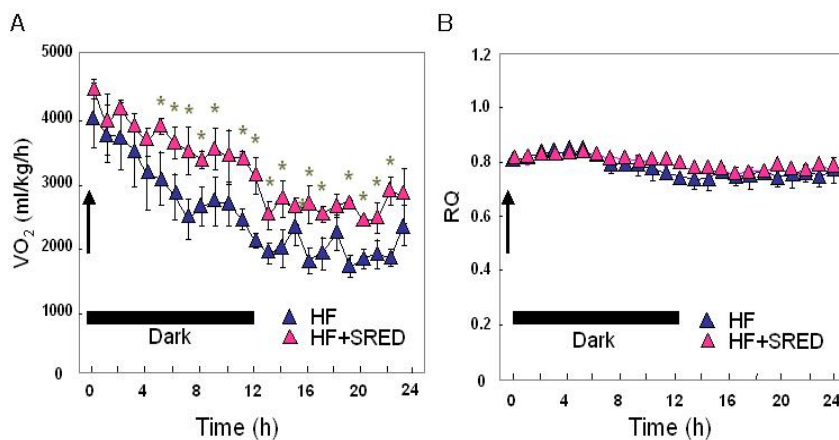 A
VO2 (ml/kg/h)
5000
4000
3000
2000
1000
0
* * * * * * * * * * * * * * * *
Dark
HF
HF+SRED
0 4 8 12 16 20 24
Time (h)
B
RQ
1.2
1.0
0.8
0.6
0.4
0.2
0
Dark
HF
HF+SRED
0 4 8 12 16 20 24
Time (h)